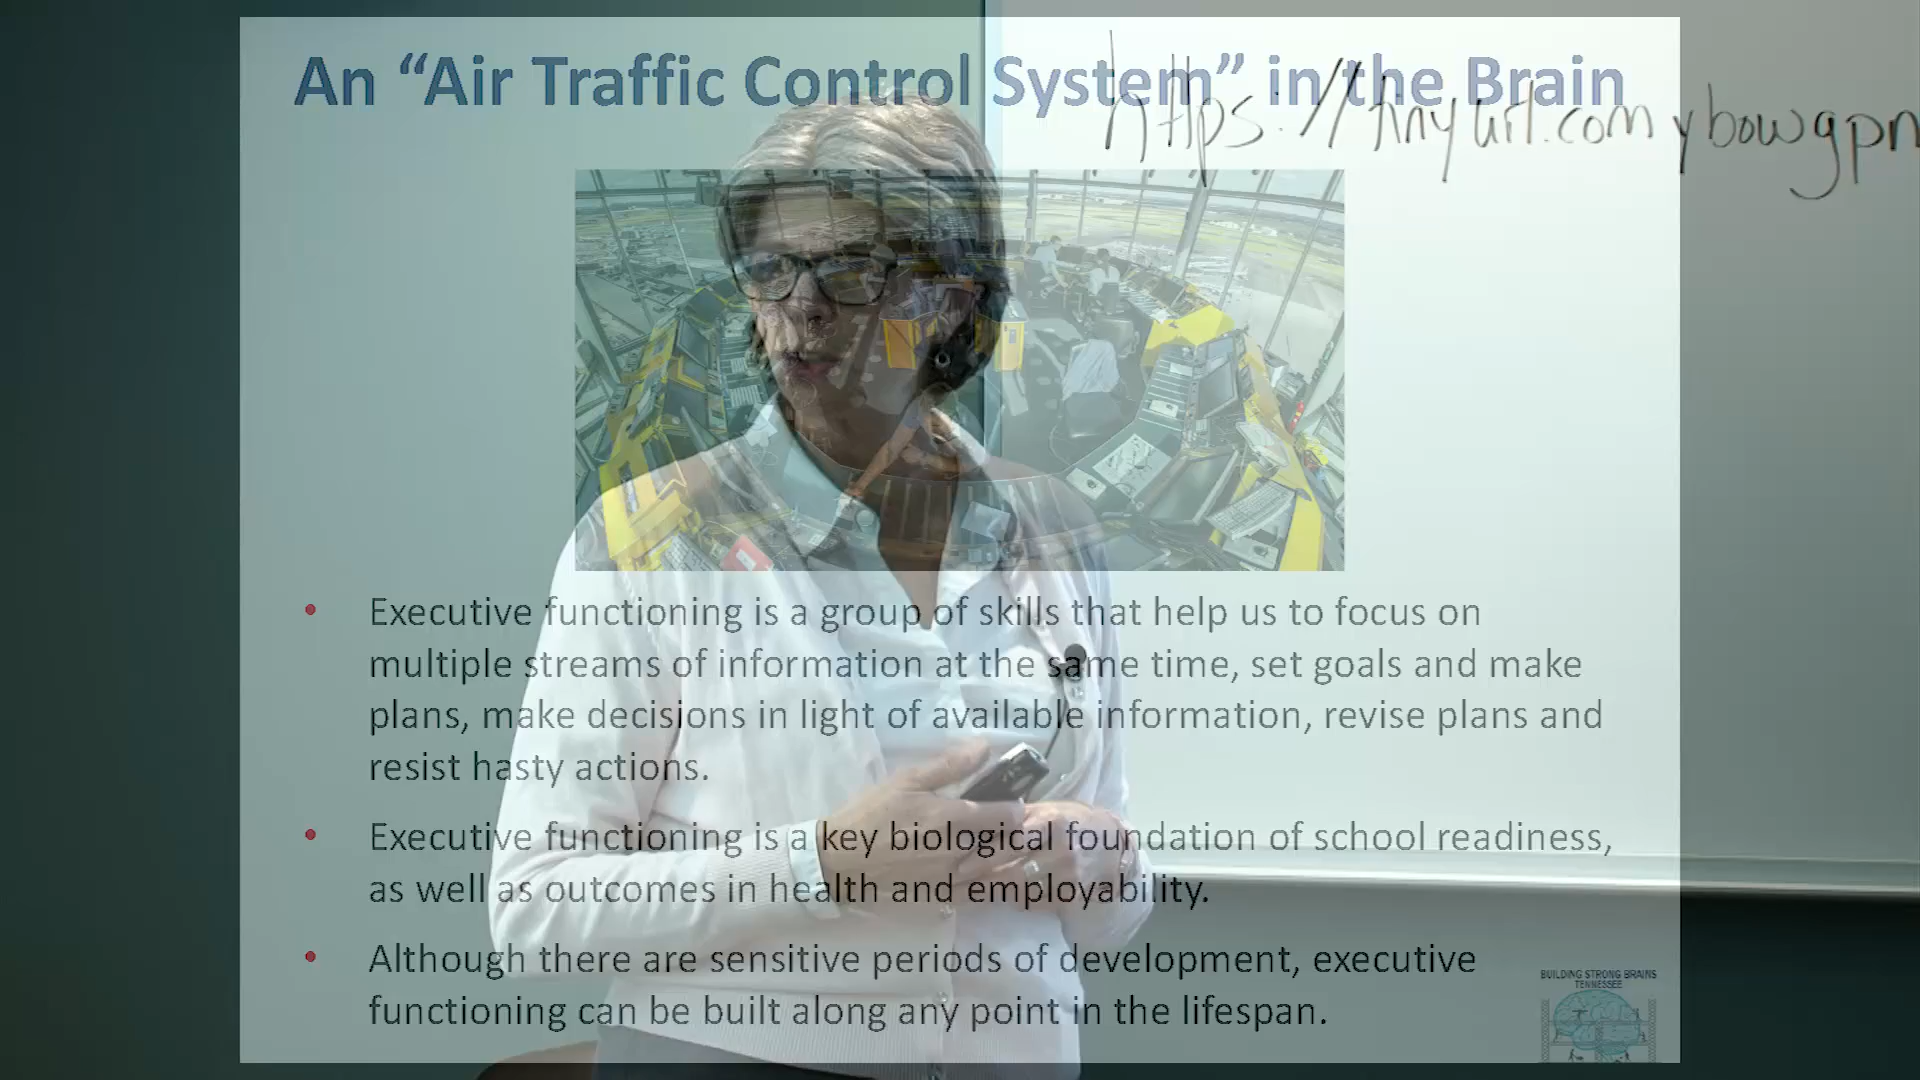 An “Air Traffic Control System” in the Brain
https://tinyurl.comybowgpn
• Executive functioning is a group of skills that help us to focus on
multiple streams of information at the same time, set goals and make
plans, make decisions in light of available information, revise plans and
resist hasty actions.
• Executive functioning is a key biological foundation of school readiness,
as well as outcomes in health and employability.
• Although there are sensitive periods of development, executive
functioning can be built along any point in the lifespan.
BUILDING STRONG BRAINS
TENNESSEE